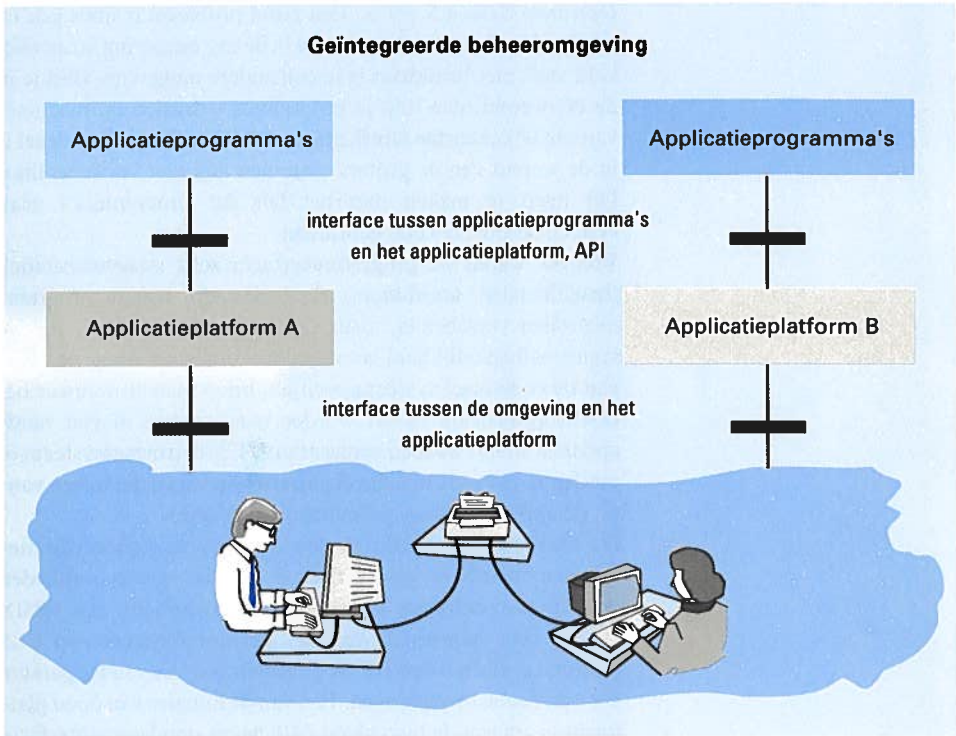 Geïntegreerde beheeromgeving
Applicatieprogramma's
Applicatieprogramma's
interface tussen applicatieprogramma's
en het applicatieplatform, API
Applicatieplatform A
Applicatieplatform B
interface tussen de omgeving en het
applicatieplatform